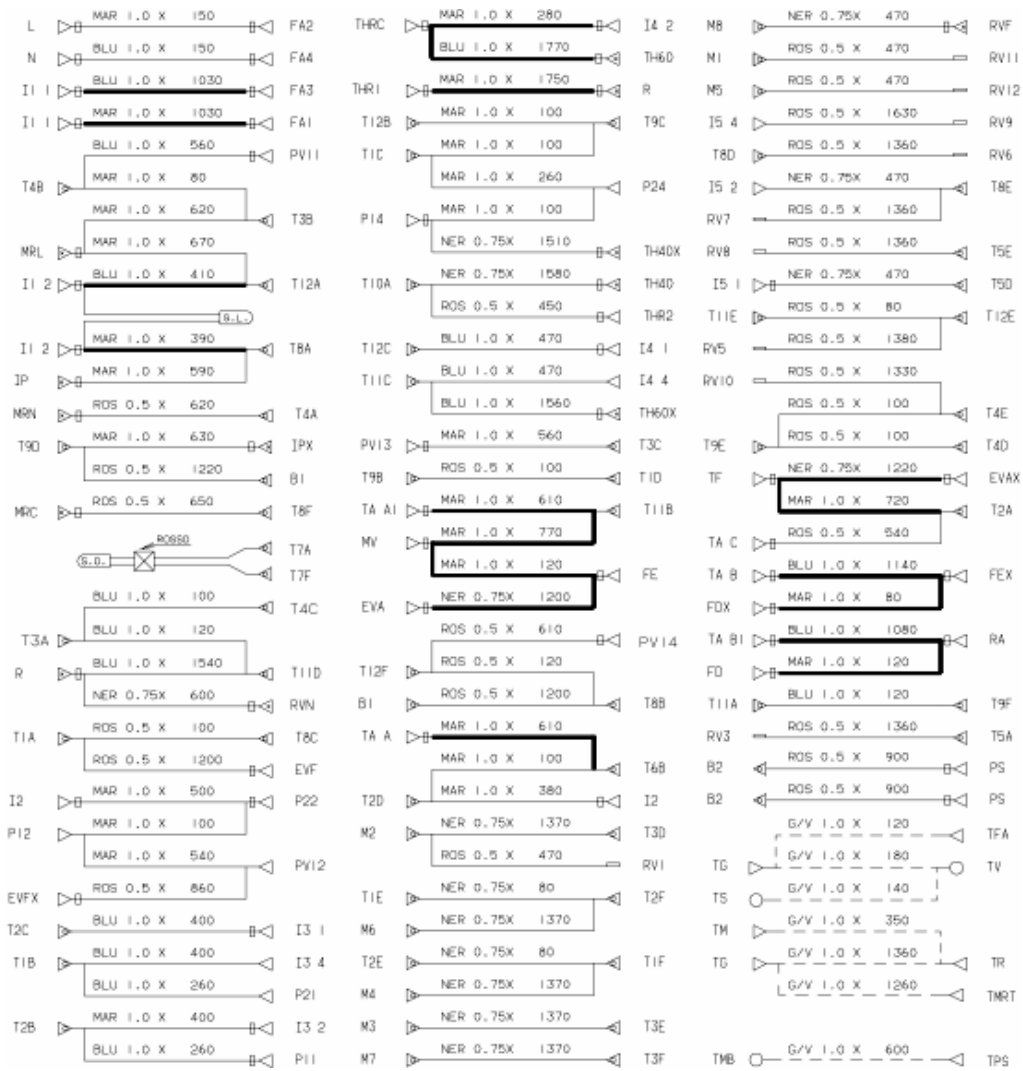 L MAR 1.0 X 150 FA2
N BLU 1.0 X 150 FA4
I1 1 BLU 1.0 X 1030 FA3
I1 1 MAR 1.0 X 1030 FA1
BLU 1.0 X 560 PV11
T4B MAR 1.0 X 80
MAR 1.0 X 620 T3B
MRL MAR 1.0 X 670
I1 2 BLU 1.0 X 410 T12A
S.L.
I1 2 MAR 1.0 X 390 T8A
IP MAR 1.0 X 590
MRN ROS 0.5 X 620 T4A
T9D MAR 1.0 X 630 IPX
ROS 0.5 X 1220 B1
MRC ROS 0.5 X 650 T8F
ROSSO
S.O.
T7A
T7F
BLU 1.0 X 100 T4C
T3A BLU 1.0 X 120
R BLU 1.0 X 1540 T11D
NER 0.75X 600 RVN
T1A ROS 0.5 X 100 T8C
ROS 0.5 X 1200 EVF
I2 MAR 1.0 X 500 P22
P12 MAR 1.0 X 100
MAR 1.0 X 540 PV12
EVFX ROS 0.5 X 860
T2C BLU 1.0 X 400 I3 1
T1B BLU 1.0 X 400 I3 4
BLU 1.0 X 260 P21
T2B MAR 1.0 X 400 I3 2
BLU 1.0 X 260 P11
THRC MAR 1.0 X 280 I4 2
BLU 1.0 X 1770 TH60
THR1 MAR 1.0 X 1750 R
T12B MAR 1.0 X 100 T9C
T1C MAR 1.0 X 100
MAR 1.0 X 260 P24
P14 MAR 1.0 X 100
NER 0.75X 1510 TH40X
T10A NER 0.75X 1580 TH40
ROS 0.5 X 450 THR2
T12C BLU 1.0 X 470 I4 1
T11C BLU 1.0 X 470 I4 4
BLU 1.0 X 1560 TH60X
PV13 MAR 1.0 X 560 T3C
T9B ROS 0.5 X 100 T1D
TA A1 MAR 1.0 X 610 T11B
MV MAR 1.0 X 770
MAR 1.0 X 120 FE
EVA NER 0.75X 1200
ROS 0.5 X 610 PV14
T12F ROS 0.5 X 120
B1 ROS 0.5 X 1200 T8B
TA A MAR 1.0 X 610
MAR 1.0 X 100 T6B
T2D MAR 1.0 X 380 I2
M2 NER 0.75X 1370 T3D
ROS 0.5 X 470 RV1
T1E NER 0.75X 80 T2F
M6 NER 0.75X 1370
T2E NER 0.75X 80 T1F
M4 NER 0.75X 1370
M3 NER 0.75X 1370 T3E
M7 NER 0.75X 1370 T3F
M8 NER 0.75X 470 RVF
M1 ROS 0.5 X 470 RV11
M5 ROS 0.5 X 470 RV12
I5 4 ROS 0.5 X 1630 RV9
T8D ROS 0.5 X 1360 RV6
I5 2 NER 0.75X 470 T8E
RV7 ROS 0.5 X 1360
RV8 ROS 0.5 X 1360 T5E
I5 1 NER 0.75X 470 T5D
T11E ROS 0.5 X 80 T12E
RV5 ROS 0.5 X 1380
RV10 ROS 0.5 X 1330
ROS 0.5 X 100 T4E
T9E ROS 0.5 X 100 T4D
TF NER 0.75X 1220 EVAX
MAR 1.0 X 720 T2A
TA C ROS 0.5 X 540
TA B BLU 1.0 X 1140 FEX
FDX MAR 1.0 X 80
TA B1 BLU 1.0 X 1080 RA
FD MAR 1.0 X 120
T11A BLU 1.0 X 120 T9F
RV3 ROS 0.5 X 1360 T5A
B2 ROS 0.5 X 900 PS
B2 ROS 0.5 X 900 PS
G/V 1.0 X 120 TFA
TG G/V 1.0 X 180 TV
TS G/V 1.0 X 140
TM G/V 1.0 X 350
TG G/V 1.0 X 1360 TR
G/V 1.0 X 1260 TMRT
TMB G/V 1.0 X 600 TPS